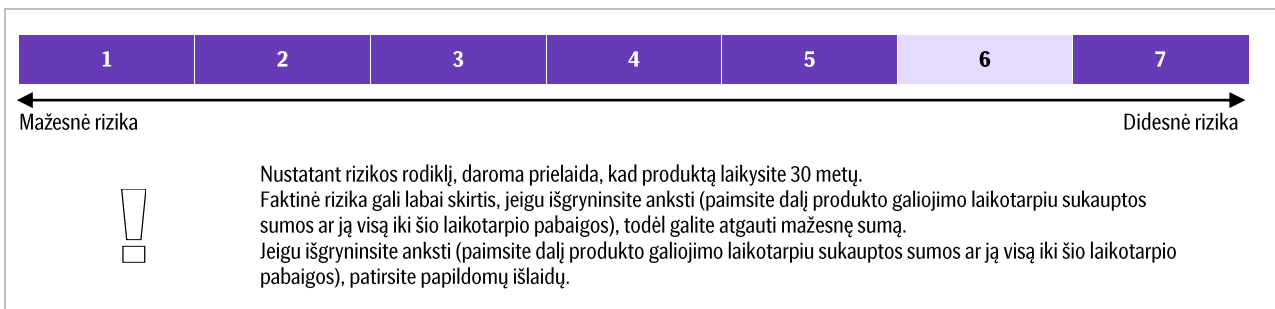 1 2 3 4 5 6 7
Mažesnė rizika Didesnė rizika
Nustatant rizikos rodiklį, daroma prielaida, kad produktą laikysite 30 metų.
Faktinė rizika gali labai skirtis, jeigu išgryninsite anksti (paimsite dalį produkto galiojimo laikotarpiu sukauptos
sumos ar ją visą iki šio laikotarpio pabaigos), todėl galite atgauti mažesnę sumą.
Jeigu išgryninsite anksti (paimsite dalį produkto galiojimo laikotarpiu sukauptos sumos ar ją visą iki šio laikotarpio
pabaigos), patirsite papildomų išlaidų.